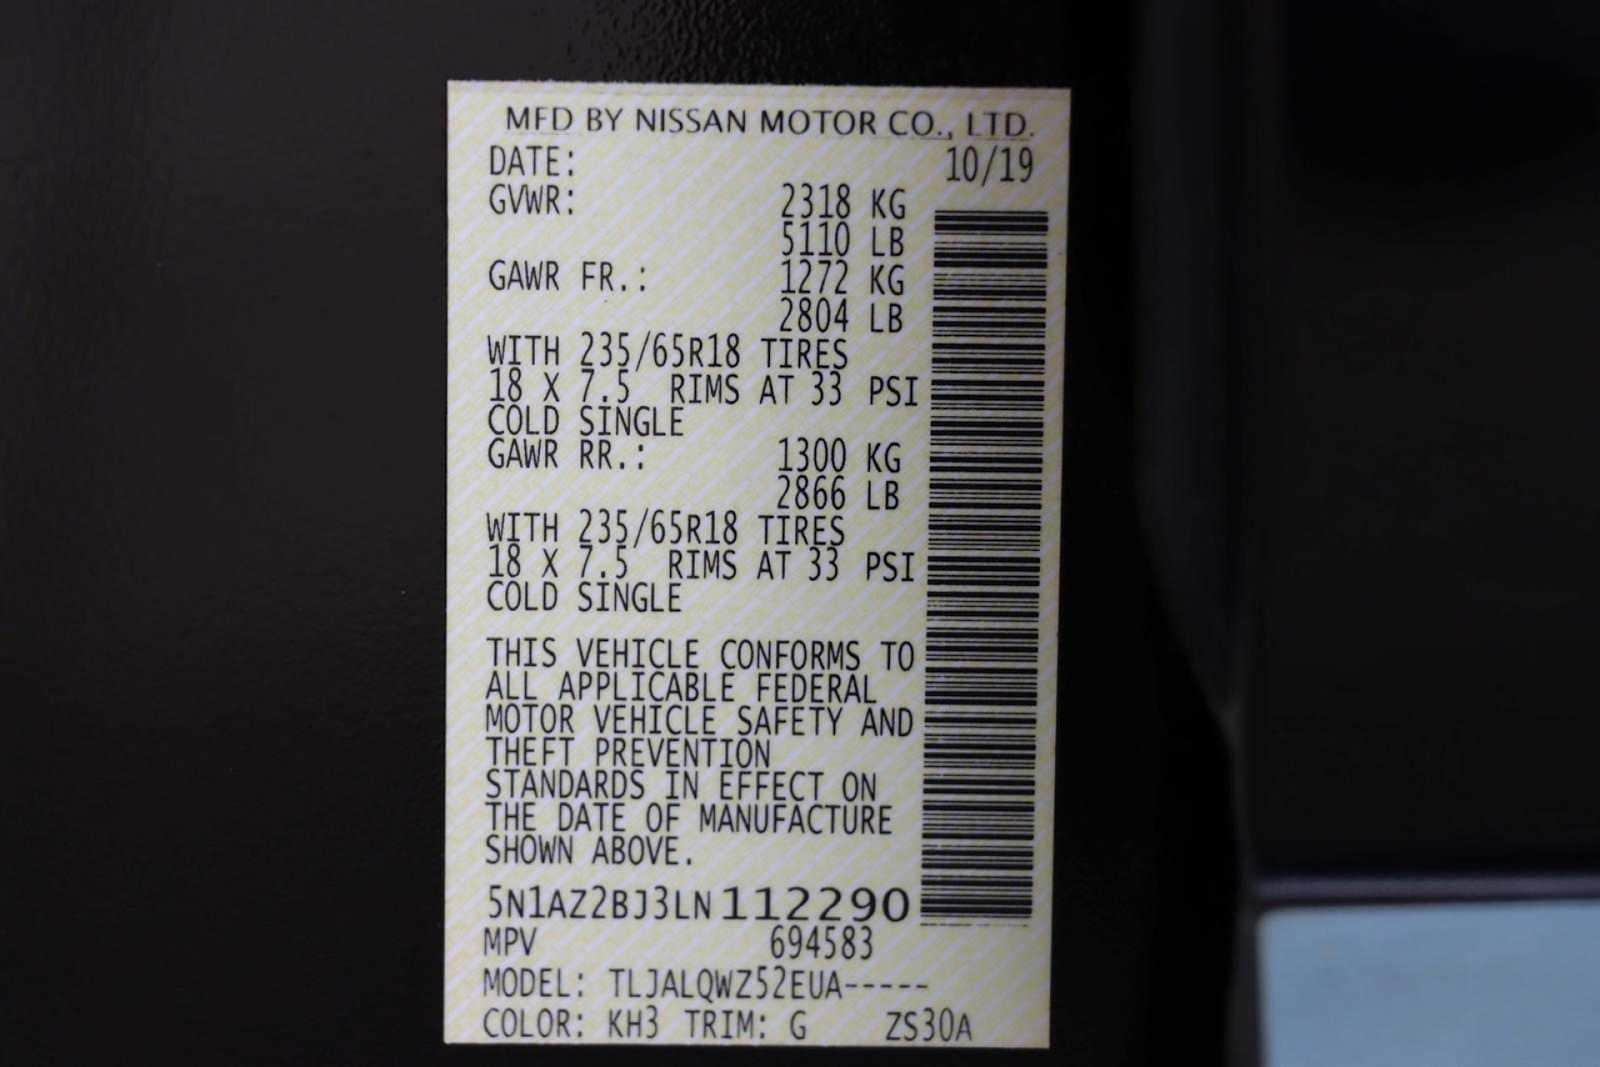 MFD BY NISSAN MOTOR CO., LTD.
DATE: 10/19
GVWR: 2318 KG
5110 LB
GAWR FR.: 1272 KG
2804 LB
WITH 235/65R18 TIRES
18 X 7.5 RIMS AT 33 PSI
COLD SINGLE
GAWR RR.: 1300 KG
2866 LB
WITH 235/65R18 TIRES
18 X 7.5 RIMS AT 33 PSI
COLD SINGLE
THIS VEHICLE CONFORMS TO
ALL APPLICABLE FEDERAL
MOTOR VEHICLE SAFETY AND
THEFT PREVENTION
STANDARDS IN EFFECT ON
THE DATE OF MANUFACTURE
SHOWN ABOVE.
5N1AZ2BJ3LN112290
MPV 694583
MODEL: TLJALQWZ52EUA-----
COLOR: KH3 TRIM: G ZS30A